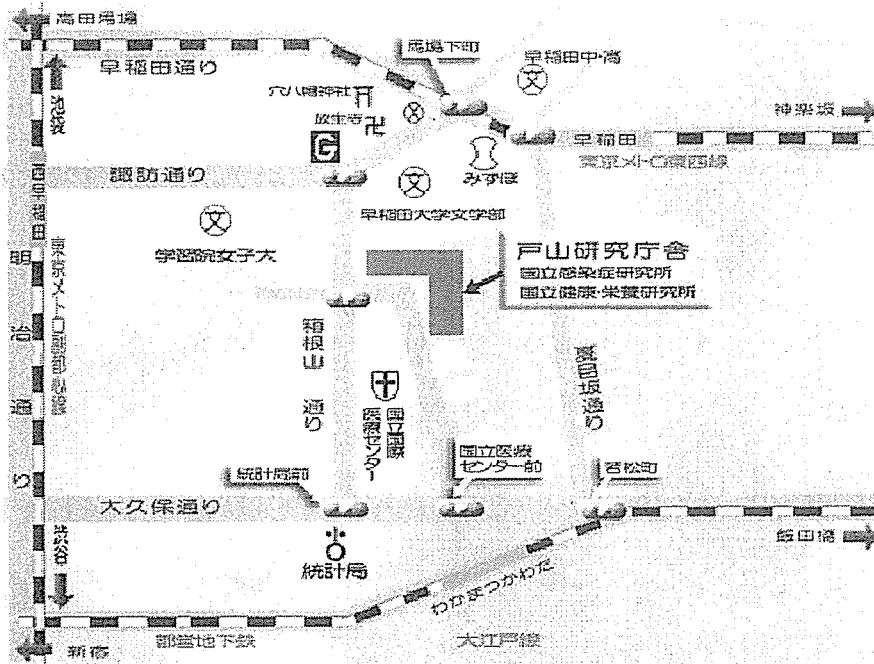 高田馬場
早稲田通り
馬場下町
早稲田中・高
池袋
穴八幡神社
放生寺
神楽坂
早稲田
東京メトロ東西線
諏訪通り
みずほ
西早稲田
早稲田大学文学部
学習院女子大
戸山研究庁舎
国立感染症研究所
国立健康・栄養研究所
明治通り
東京メトロ副都心線
箱根山通り
夏目坂通り
国立国際
医療センター
統計局前
国立医療
センター前
若松町
大久保通り
渋谷
統計局
飯田橋
わかまつかわだ
都営地下鉄
大江戸線
新宿